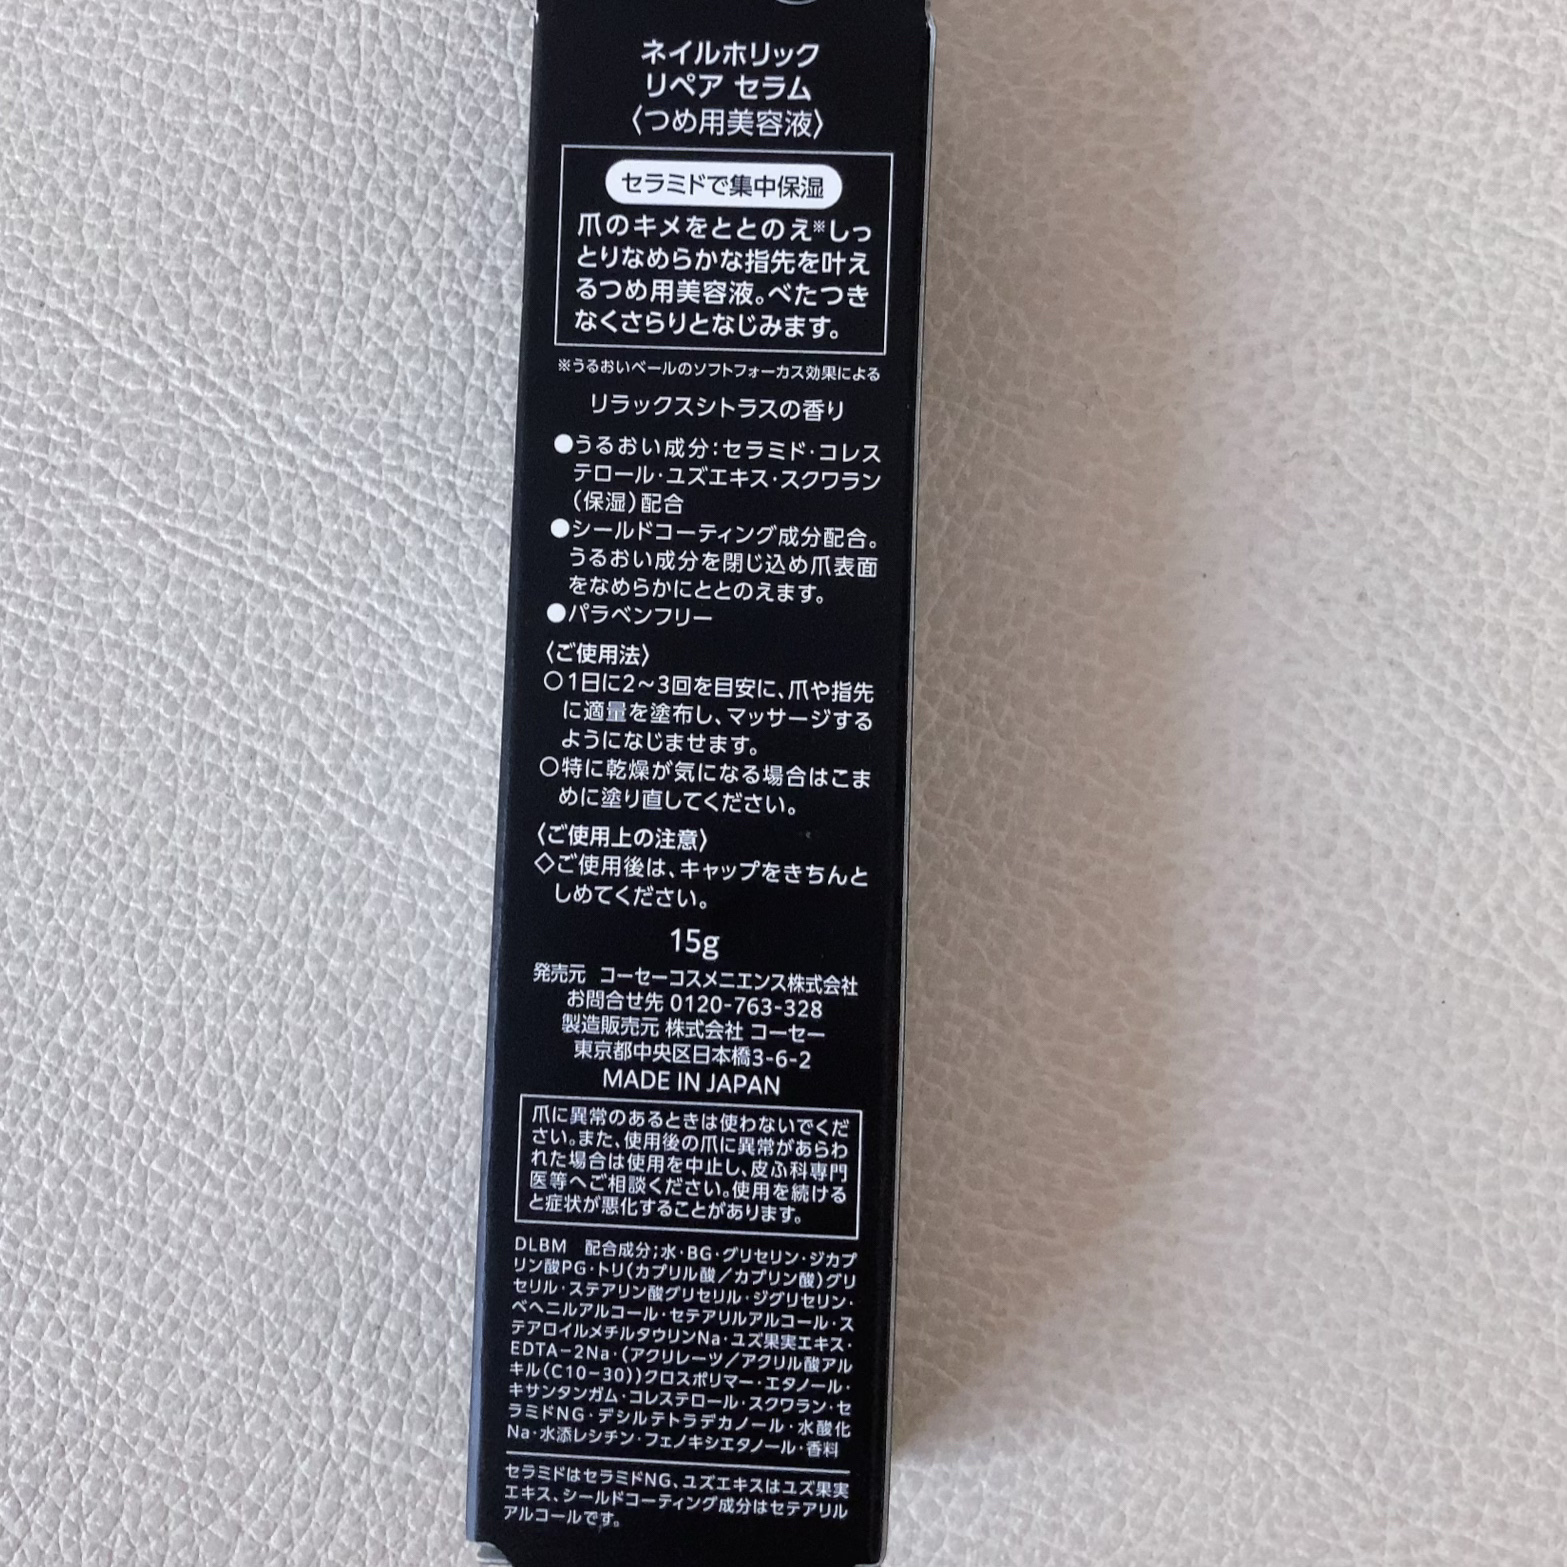 ネイルホリック
リペア セラム
〈つめ用美容液〉
セラミドで集中保湿
爪のキメをととのえ※しっ
とりなめらかな指先を叶え
るつめ用美容液。べたつき
なくさらりとなじみます。
※うるおいベールのソフトフォーカス効果による
リラックスシトラスの香り
●うるおい成分:セラミド・コレス
テロール・ユズエキス・スクワラン
(保湿)配合
●シールドコーティング成分配合。
うるおい成分を閉じ込め爪表面
をなめらかにととのえます。
●パラベンフリー
〈ご使用法〉
○1日に2～3回を目安に、爪や指先
に適量を塗布し、マッサージする
ようになじませます。
○特に乾燥が気になる場合はこま
めに塗り直してください。
〈ご使用上の注意〉
◇ご使用後は、キャップをきちんと
しめてください。
15g
発売元 コーセーコスメニエンス株式会社
お問合せ先 0120-763-328
製造販売元 株式会社 コーセー
東京都中央区日本橋3-6-2
MADE IN JAPAN
爪に異常のあるときは使わないでくだ
さい。また、使用後の爪に異常があらわ
れた場合は使用を中止し、皮ふ科専門
医等へご相談ください。使用を続ける
と症状が悪化することがあります。
DLBM 配合成分;水・BG・グリセリン・ジカプ
リン酸PG・トリ(カプリル酸／カプリン酸)グリ
セリル・ステアリン酸グリセリル・ジグリセリン・
ベヘニルアルコール・セテアリルアルコール・ス
テアロイルメチルタウリンNa・ユズ果実エキス・
EDTA－2Na・(アクリレーツ／アクリル酸アル
キル(C10－30))クロスポリマー・エタノール・
キサンタンガム・コレステロール・スクワラン・セ
ラミドNG・デシルテトラデカノール・水酸化
Na・水添レシチン・フェノキシエタノール・香料
セラミドはセラミドNG、ユズエキスはユズ果実
エキス、シールドコーティング成分はセテアリル
アルコールです。